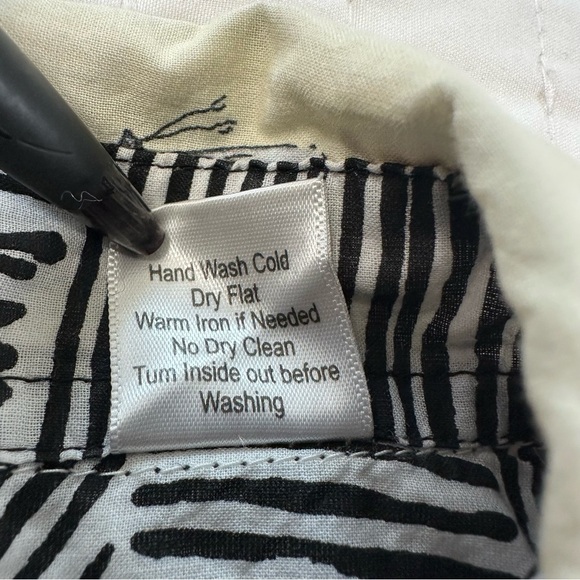 Hand Wash Cold
Dry Flat
Warm Iron if Needed
No Dry Clean
Turn Inside out before
Washing